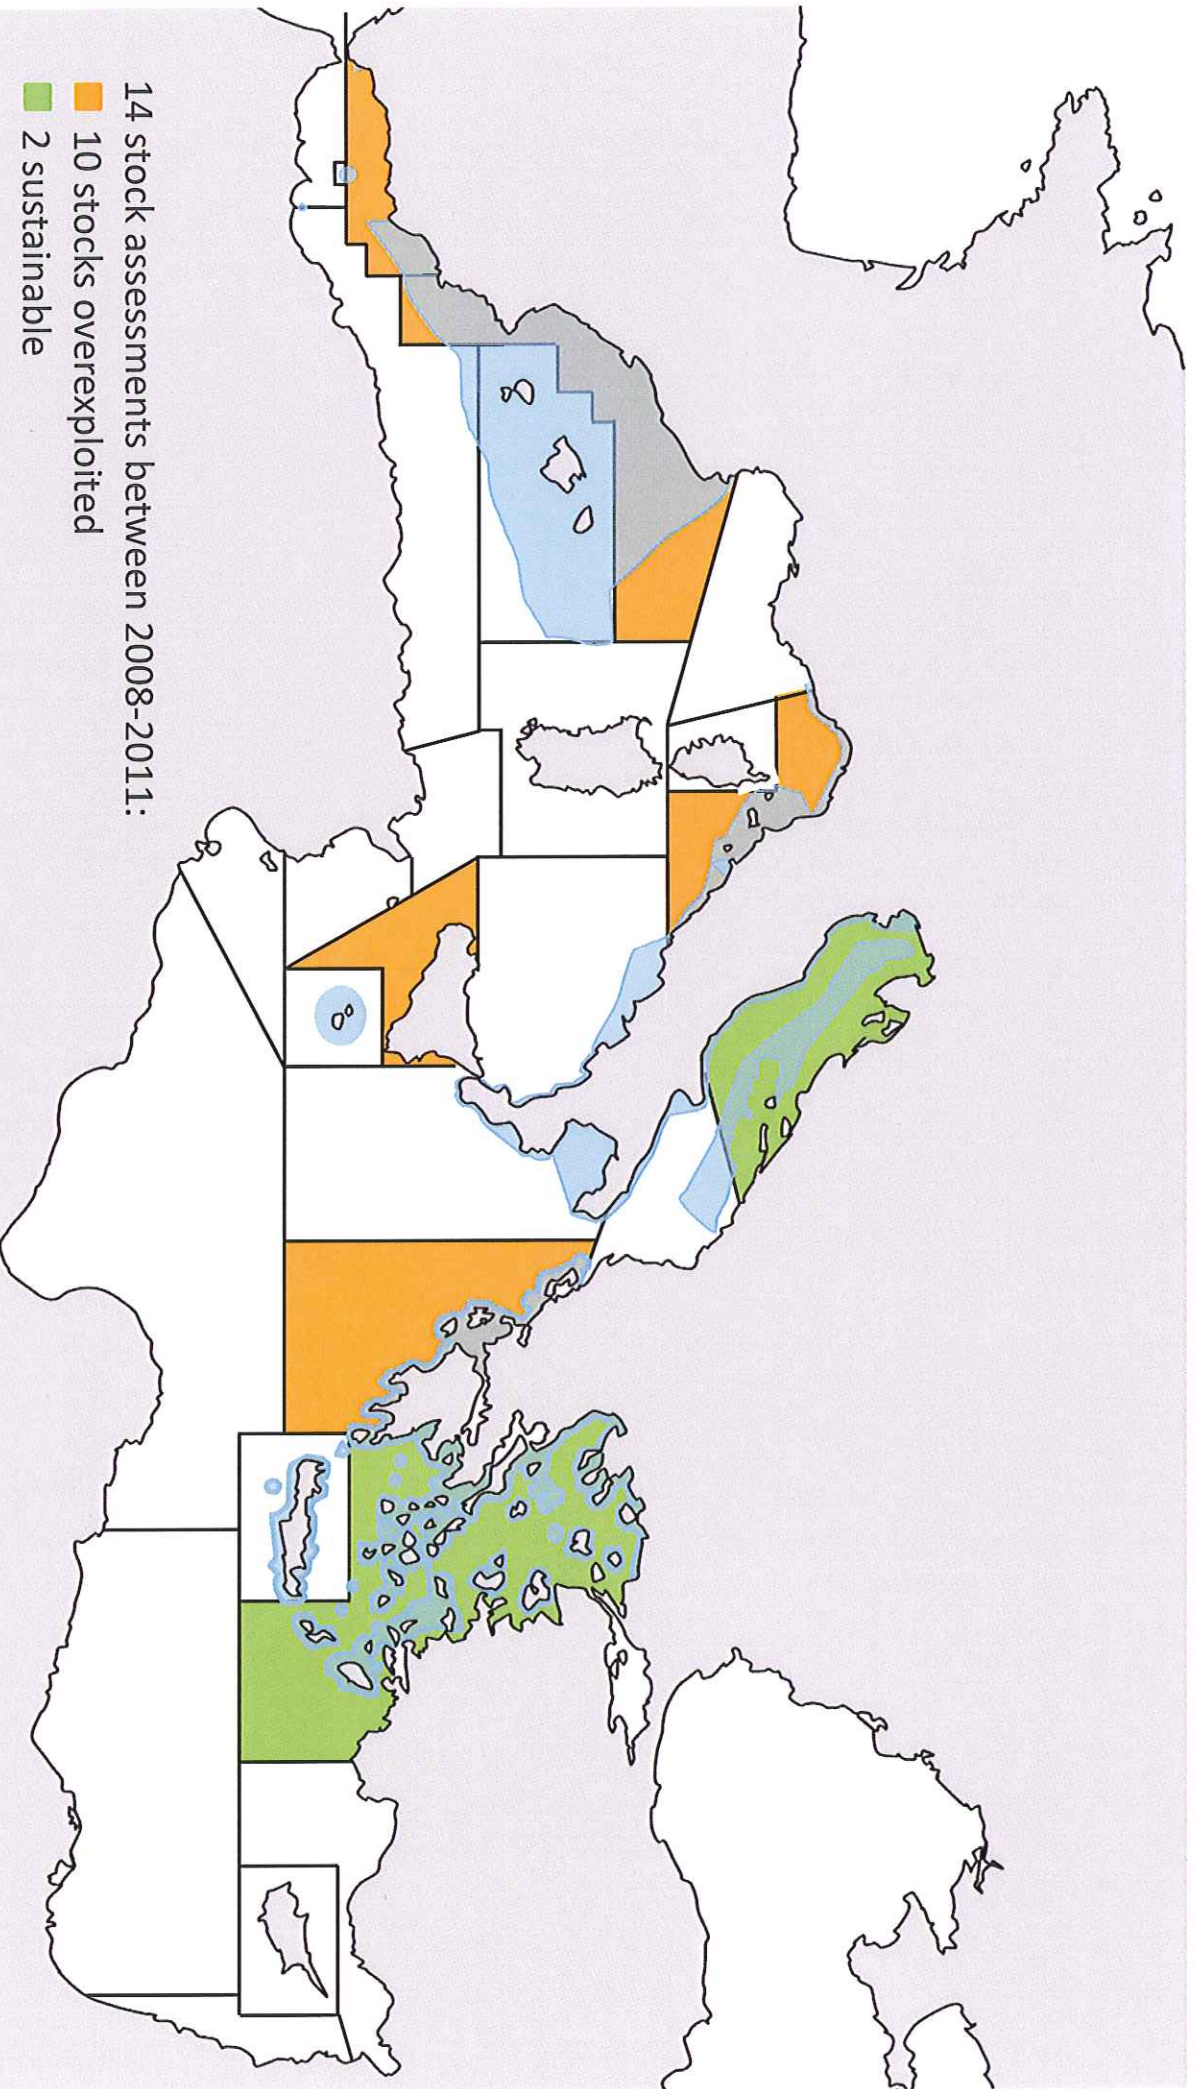 14 stock assessments between 2008-2011:
10 stocks overexploited
2 sustainable